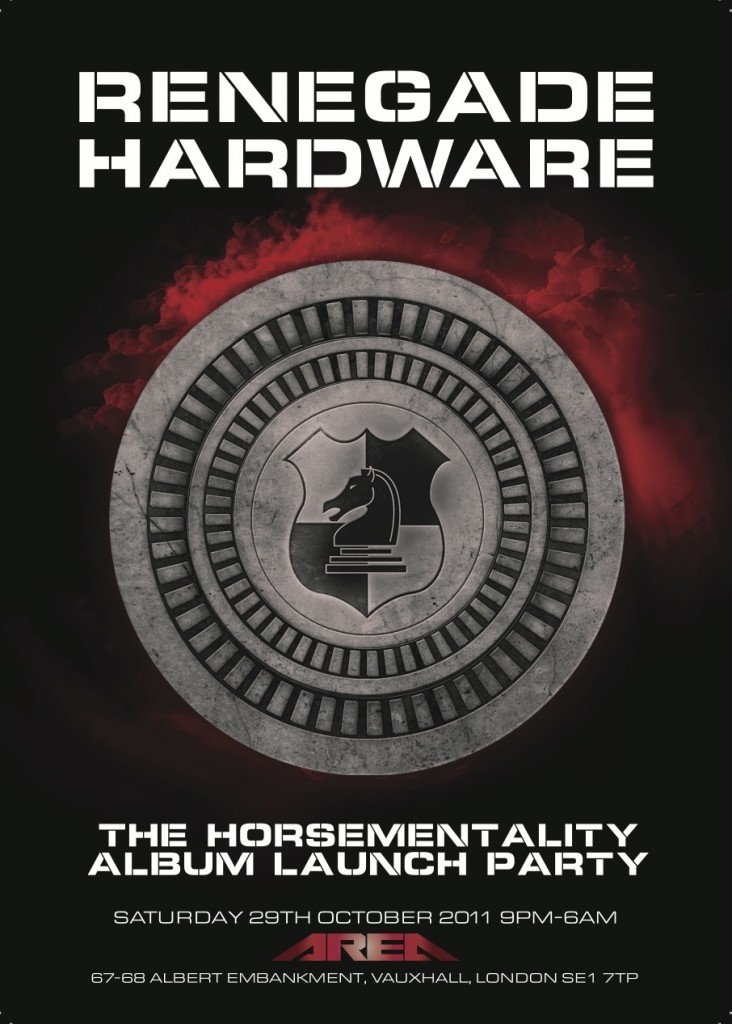 RENEGADE
HARDWARE
THE HORSEMENTALITY
ALBUM LAUNCH PARTY
SATURDAY 29TH OCTOBER 2011 9PM-6AM
AREA
67-68 ALBERT EMBANKMENT, VAUXHALL, LONDON SE1 7TP